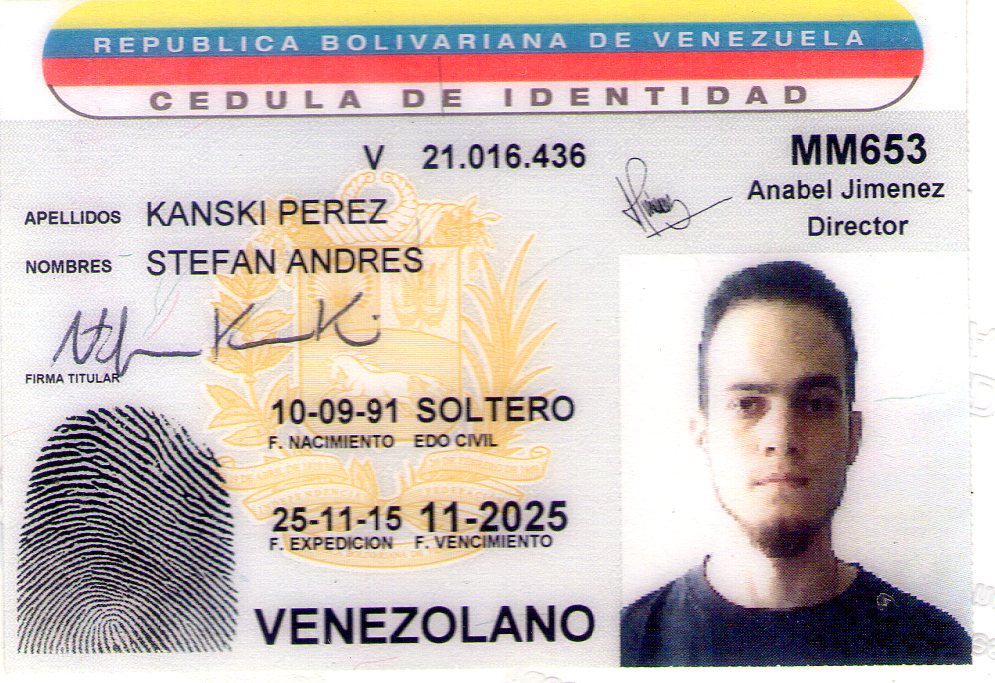 REPUBLICA BOLIVARIANA DE VENEZUELA
CEDULA DE IDENTIDAD
V 21.016.436
MM653
Anabel Jimenez
Director
APELLIDOS KANSKI PEREZ
NOMBRES STEFAN ANDRES
FIRMA TITULAR
10-09-91 SOLTERO
F. NACIMIENTO EDO CIVIL
25-11-15 11-2025
F. EXPEDICION F. VENCIMIENTO
VENEZOLANO